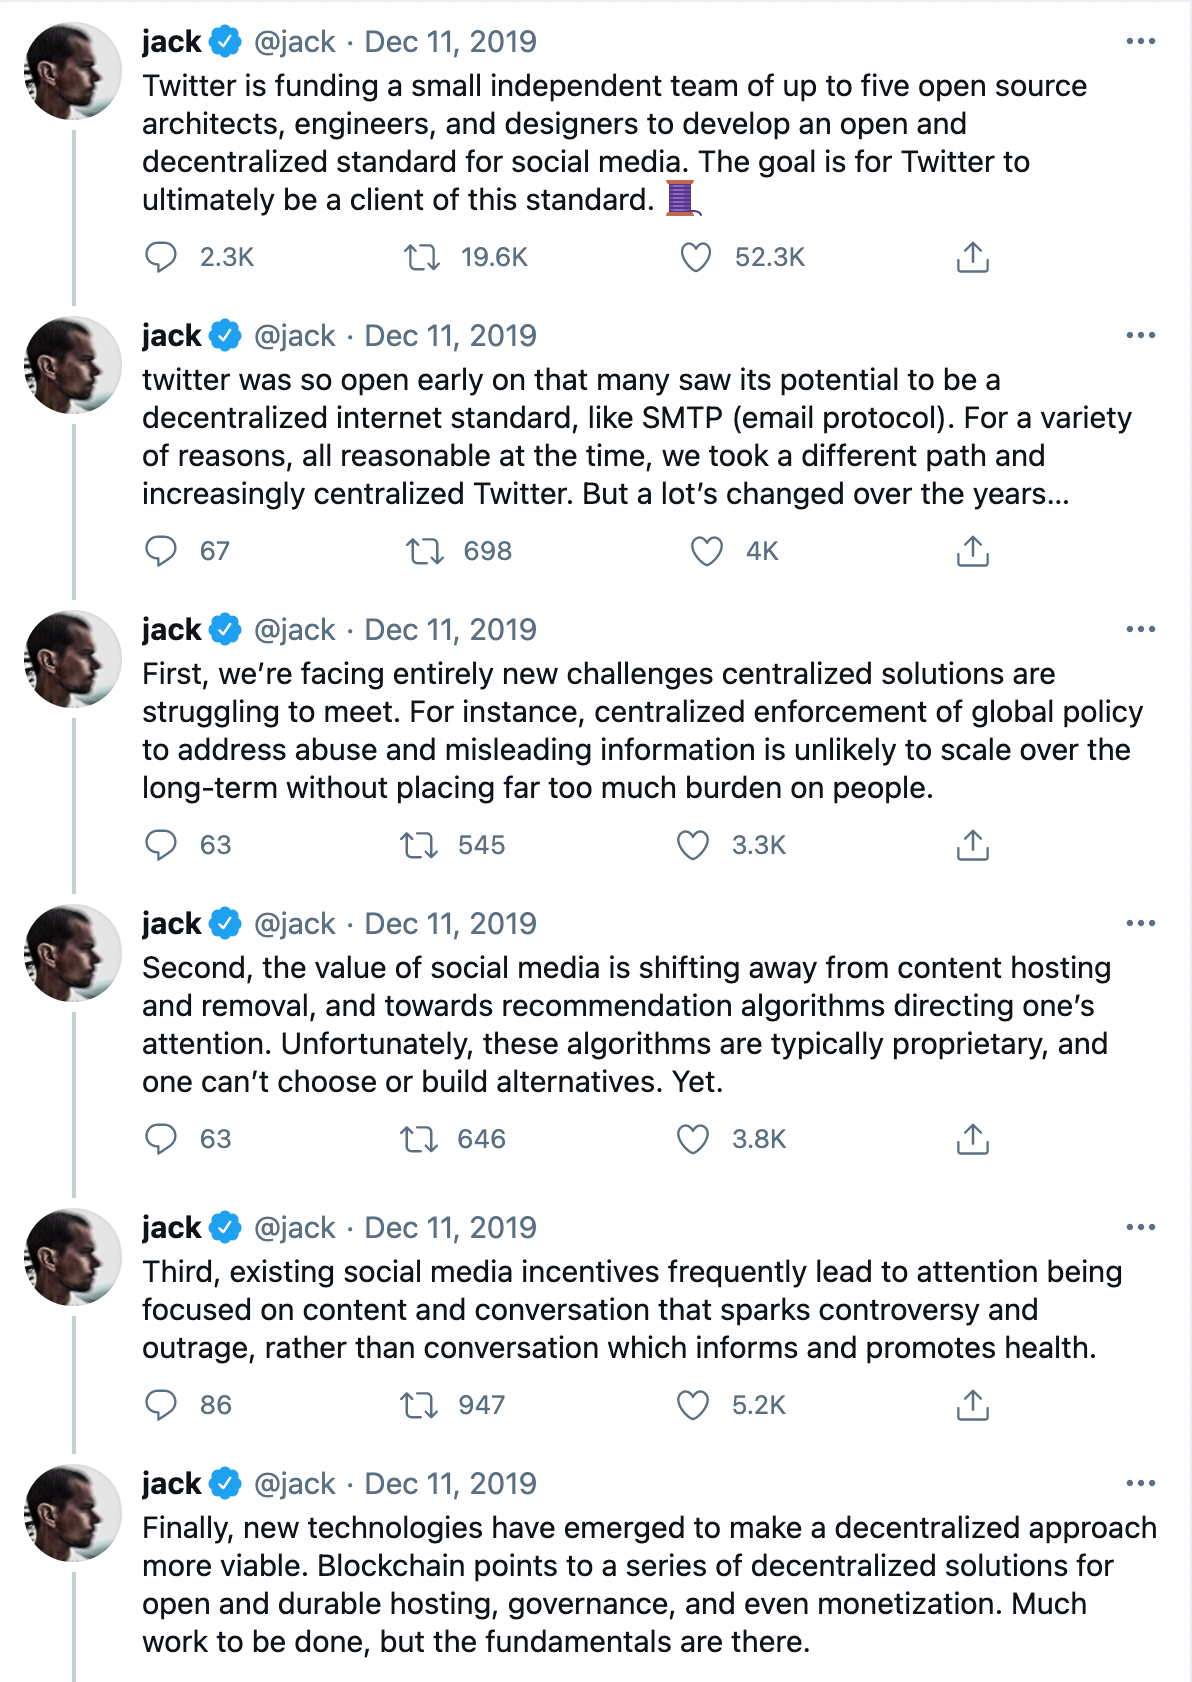 jack @jack · Dec 11, 2019
Twitter is funding a small independent team of up to five open source
architects, engineers, and designers to develop an open and
decentralized standard for social media. The goal is for Twitter to
ultimately be a client of this standard. 🧵
2.3K 19.6K 52.3K
jack @jack · Dec 11, 2019
twitter was so open early on that many saw its potential to be a
decentralized internet standard, like SMTP (email protocol). For a variety
of reasons, all reasonable at the time, we took a different path and
increasingly centralized Twitter. But a lot’s changed over the years…
67 698 4K
jack @jack · Dec 11, 2019
First, we’re facing entirely new challenges centralized solutions are
struggling to meet. For instance, centralized enforcement of global policy
to address abuse and misleading information is unlikely to scale over the
long-term without placing far too much burden on people.
63 545 3.3K
jack @jack · Dec 11, 2019
Second, the value of social media is shifting away from content hosting
and removal, and towards recommendation algorithms directing one’s
attention. Unfortunately, these algorithms are typically proprietary, and
one can’t choose or build alternatives. Yet.
63 646 3.8K
jack @jack · Dec 11, 2019
Third, existing social media incentives frequently lead to attention being
focused on content and conversation that sparks controversy and
outrage, rather than conversation which informs and promotes health.
86 947 5.2K
jack @jack · Dec 11, 2019
Finally, new technologies have emerged to make a decentralized approach
more viable. Blockchain points to a series of decentralized solutions for
open and durable hosting, governance, and even monetization. Much
work to be done, but the fundamentals are there.